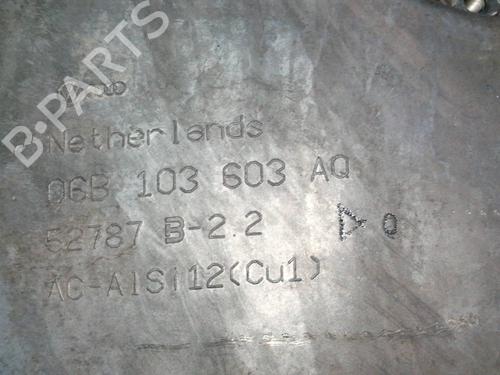 B-PARTS
Netherlands
06B 103 603 AQ
52787 B-2.2
AC-AlSi12(Cu1)